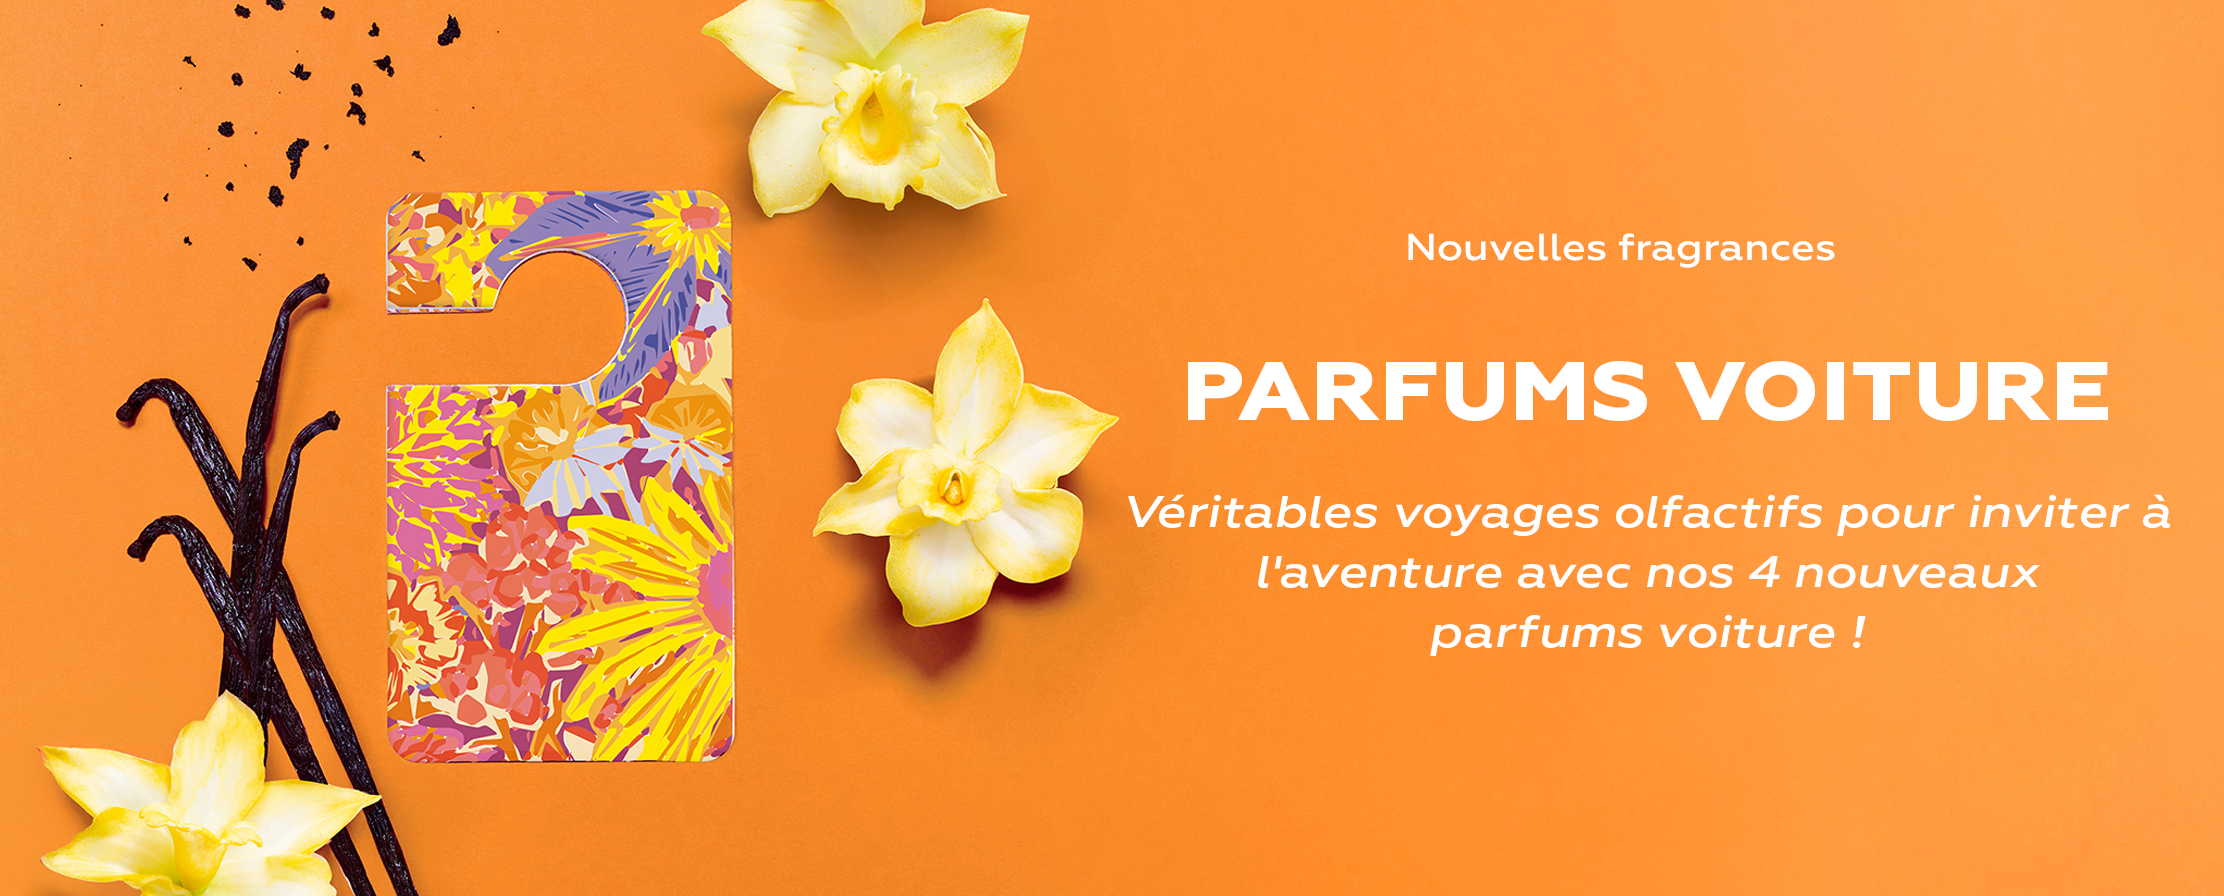 Nouvelles fragrances
PARFUMS VOITURE
Véritables voyages olfactifs pour inviter à
l'aventure avec nos 4 nouveaux
parfums voiture !